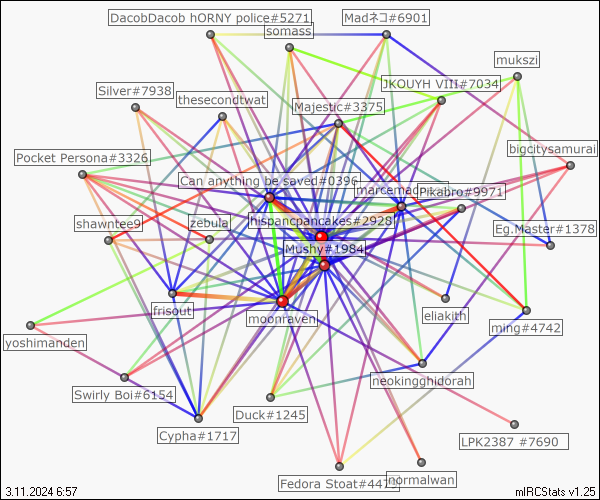 DacobDacob hORNY police#5271
Madネコ#6901
somass
mukszi
JKOUYH VIII#7034
Silver#7938
thesecondtwat
Majestic#3375
bigcitysamurai
Pocket Persona#3326
Can anything be saved#0396
Pikabro#9971
shawntee9
zebula
hispancpancakes#2928
Eg.Master#1378
Mushy#1984
frisout
moonraven
eliakith
ming#4742
yoshimanden
neokingghidorah
Swirly Boi#6154
Duck#1245
Cypha#1717
LPK2387 #7690
Fedora Stoat#447
normalwan
3.11.2024 6:57
mIRCStats v1.25